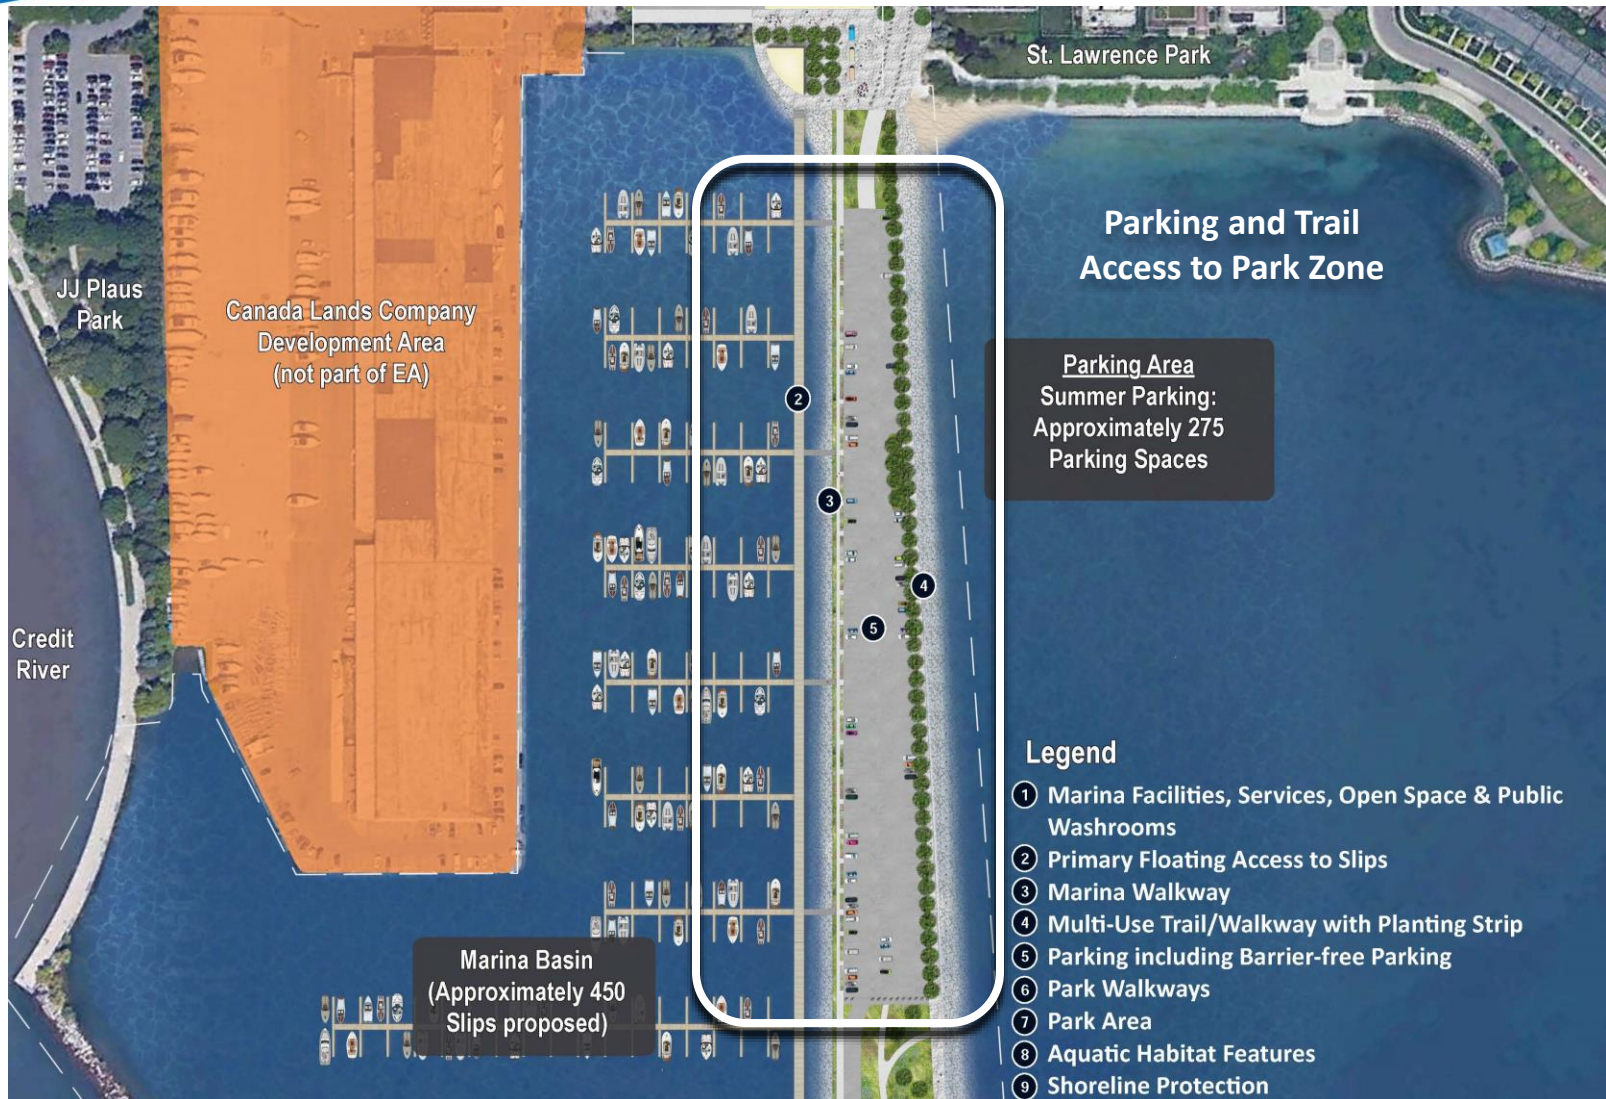 St. Lawrence Park
Parking and Trail
Access to Park Zone
JJ Plaus
Park
Canada Lands Company
Development Area
(not part of EA)
Parking Area
Summer Parking:
Approximately 275
Parking Spaces
2
3
4
5
Credit
River
Marina Basin
(Approximately 450
Slips proposed)
Legend
1 Marina Facilities, Services, Open Space & Public
Washrooms
2 Primary Floating Access to Slips
3 Marina Walkway
4 Multi-Use Trail/Walkway with Planting Strip
5 Parking including Barrier-free Parking
6 Park Walkways
7 Park Area
8 Aquatic Habitat Features
9 Shoreline Protection